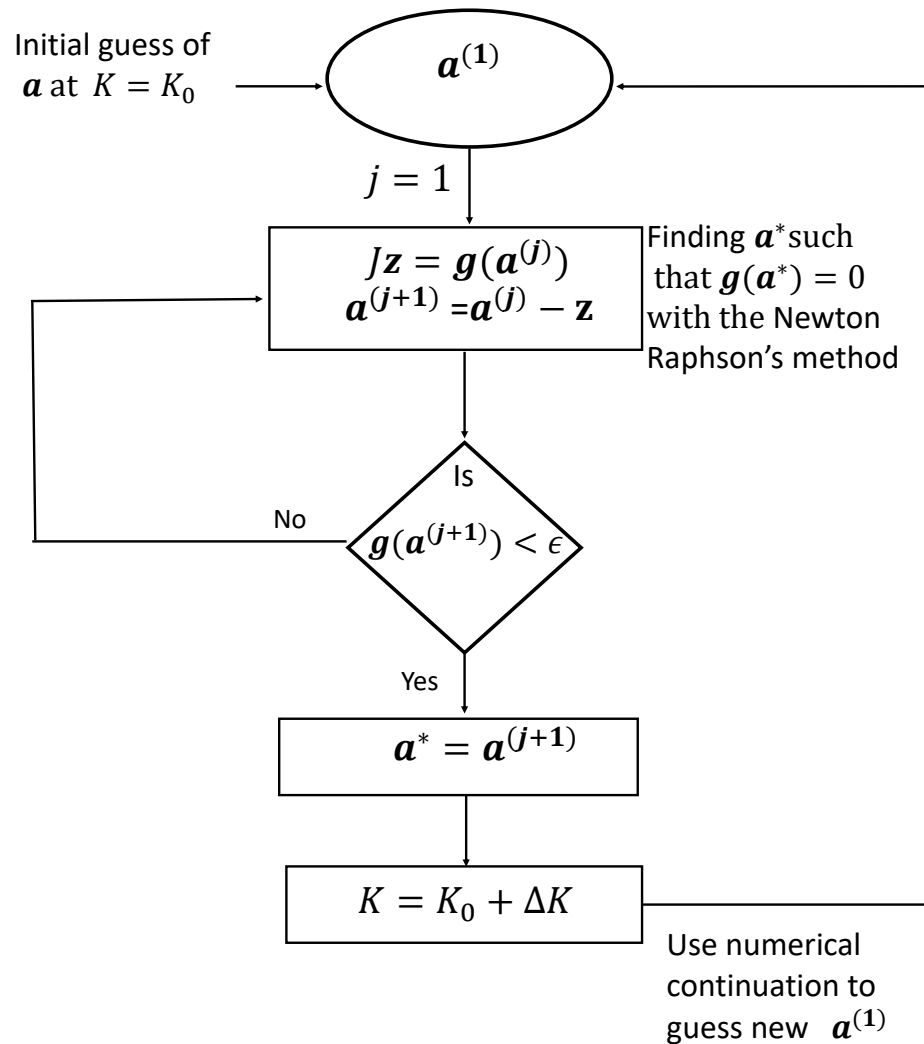 Initial guess of
𝒂 at K = K₀
𝒂⁽¹⁾
j = 1
J𝐳 = 𝒈(𝒂⁽ʲ⁾)
𝒂⁽ʲ⁺¹⁾ =𝒂⁽ʲ⁾ − 𝐳
Finding 𝒂* such
that 𝒈(𝒂*) = 0
with the Newton
Raphson's method
Is
𝒈(𝒂⁽ʲ⁺¹⁾) < ϵ
No
Yes
𝒂* = 𝒂⁽ʲ⁺¹⁾
K = K₀ + ΔK
Use numerical
continuation to
guess new 𝒂⁽¹⁾